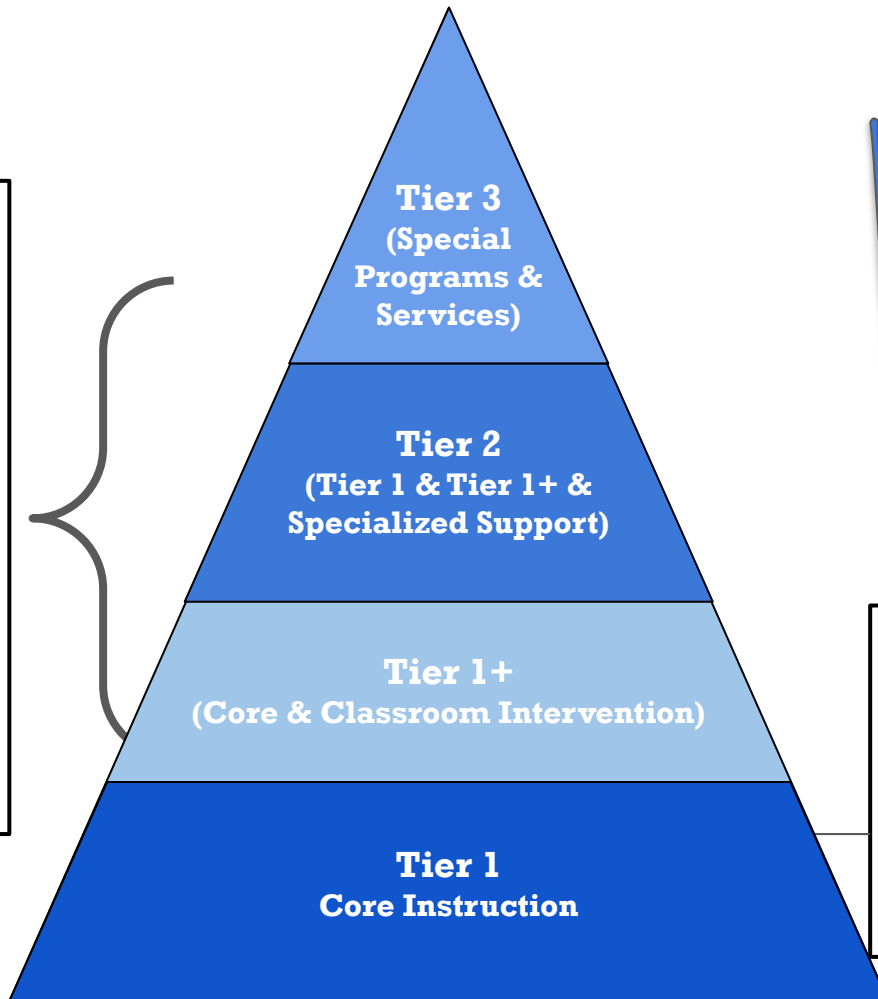 Tier 3
(Special
Programs &
Services)
Tier 2
(Tier 1 & Tier 1+ &
Specialized Support)
Tier 1+
(Core & Classroom Intervention)
Tier 1
Core Instruction